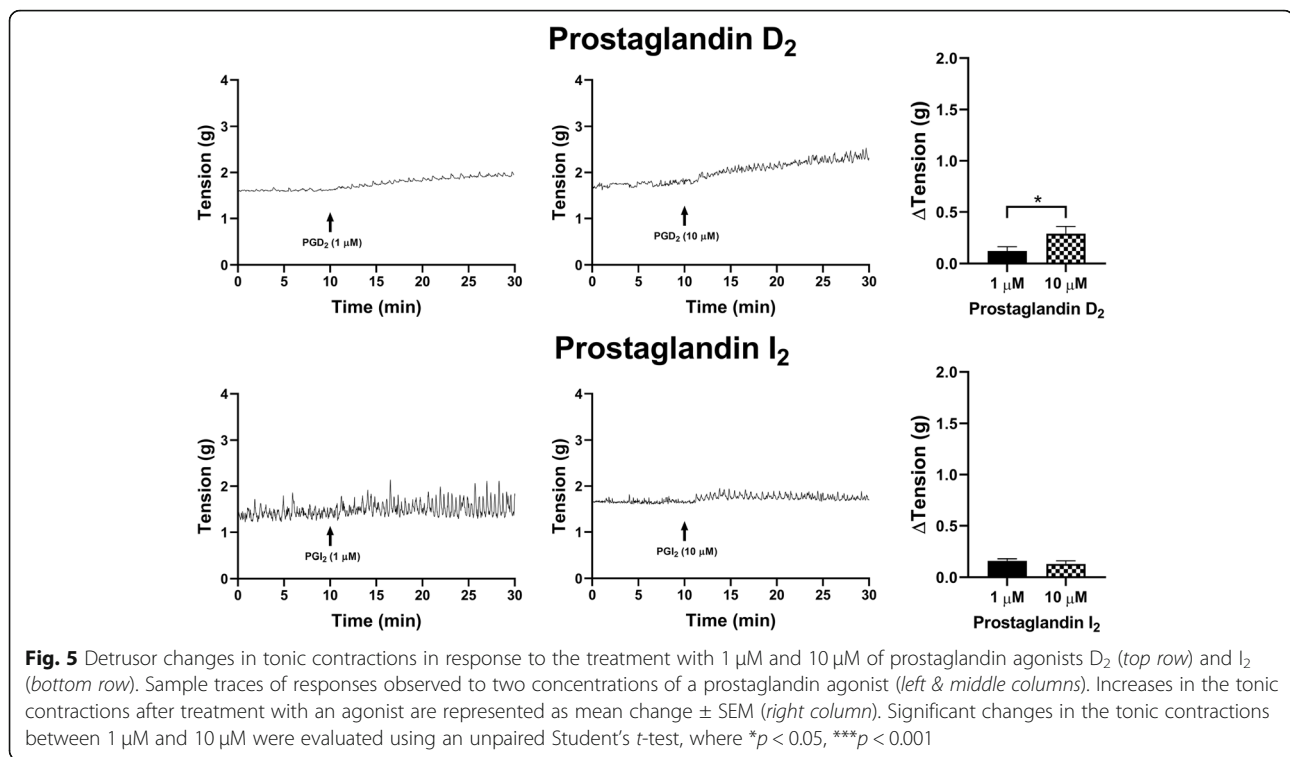 Prostaglandin D2
Tension (g)
4
3
2
1
0
PGD2 (1 μM)
0 5 10 15 20 25 30
Time (min)
Tension (g)
4
3
2
1
0
PGD2 (10 μM)
0 5 10 15 20 25 30
Time (min)
ΔTension (g)
2.0
1.5
1.0
0.5
0.0
*
1 μM 10 μM
Prostaglandin D2
Prostaglandin I2
Tension (g)
4
3
2
1
0
PGI2 (1 μM)
0 5 10 15 20 25 30
Time (min)
Tension (g)
4
3
2
1
0
PGI2 (10 μM)
0 5 10 15 20 25 30
Time (min)
ΔTension (g)
2.0
1.5
1.0
0.5
0.0
1 μM 10 μM
Prostaglandin I2
Fig. 5 Detrusor changes in tonic contractions in response to the treatment with 1 μM and 10 μM of prostaglandin agonists D2 (top row) and I2
(bottom row). Sample traces of responses observed to two concentrations of a prostaglandin agonist (left & middle columns). Increases in the tonic
contractions after treatment with an agonist are represented as mean change ± SEM (right column). Significant changes in the tonic contractions
between 1 μM and 10 μM were evaluated using an unpaired Student's t-test, where *p < 0.05, ***p < 0.001